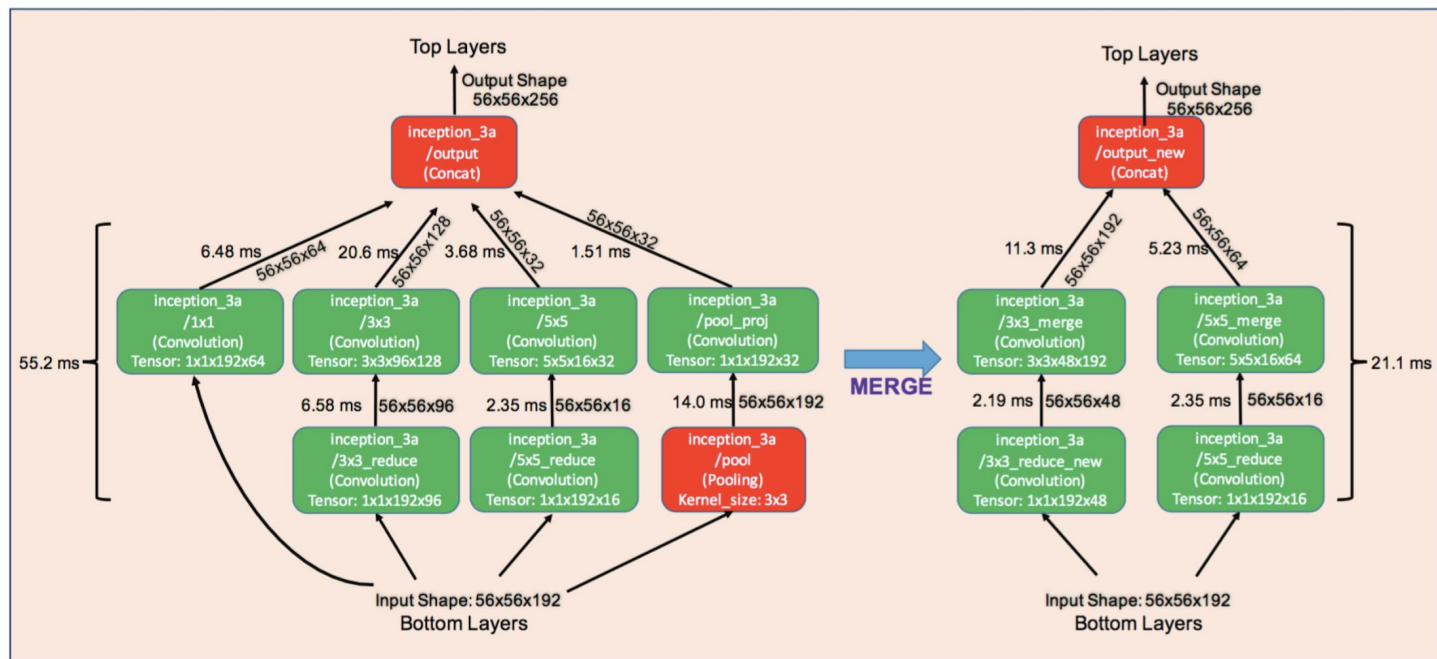 Top Layers
Output Shape
56x56x256
inception_3a
/output
(Concat)
6.48 ms
56x56x64
20.6 ms
56x56x128
3.68 ms
56x56x32
1.51 ms
56x56x32
inception_3a
/1x1
(Convolution)
Tensor: 1x1x192x64
inception_3a
/3x3
(Convolution)
Tensor: 3x3x96x128
inception_3a
/5x5
(Convolution)
Tensor: 5x5x16x32
inception_3a
/pool_proj
(Convolution)
Tensor: 1x1x192x32
55.2 ms
6.58 ms
56x56x96
2.35 ms
56x56x16
14.0 ms
56x56x192
inception_3a
/3x3_reduce
(Convolution)
Tensor: 1x1x192x96
inception_3a
/5x5_reduce
(Convolution)
Tensor: 1x1x192x16
inception_3a
/pool
(Pooling)
Kernel_size: 3x3
Input Shape: 56x56x192
Bottom Layers
MERGE
Top Layers
Output Shape
56x56x256
inception_3a
/output_new
(Concat)
11.3 ms
56x56x192
5.23 ms
56x56x64
inception_3a
/3x3_merge
(Convolution)
Tensor: 3x3x48x192
inception_3a
/5x5_merge
(Convolution)
Tensor: 5x5x16x64
21.1 ms
2.19 ms
56x56x48
2.35 ms
56x56x16
inception_3a
/3x3_reduce_new
(Convolution)
Tensor: 1x1x192x48
inception_3a
/5x5_reduce
(Convolution)
Tensor: 1x1x192x16
Input Shape: 56x56x192
Bottom Layers